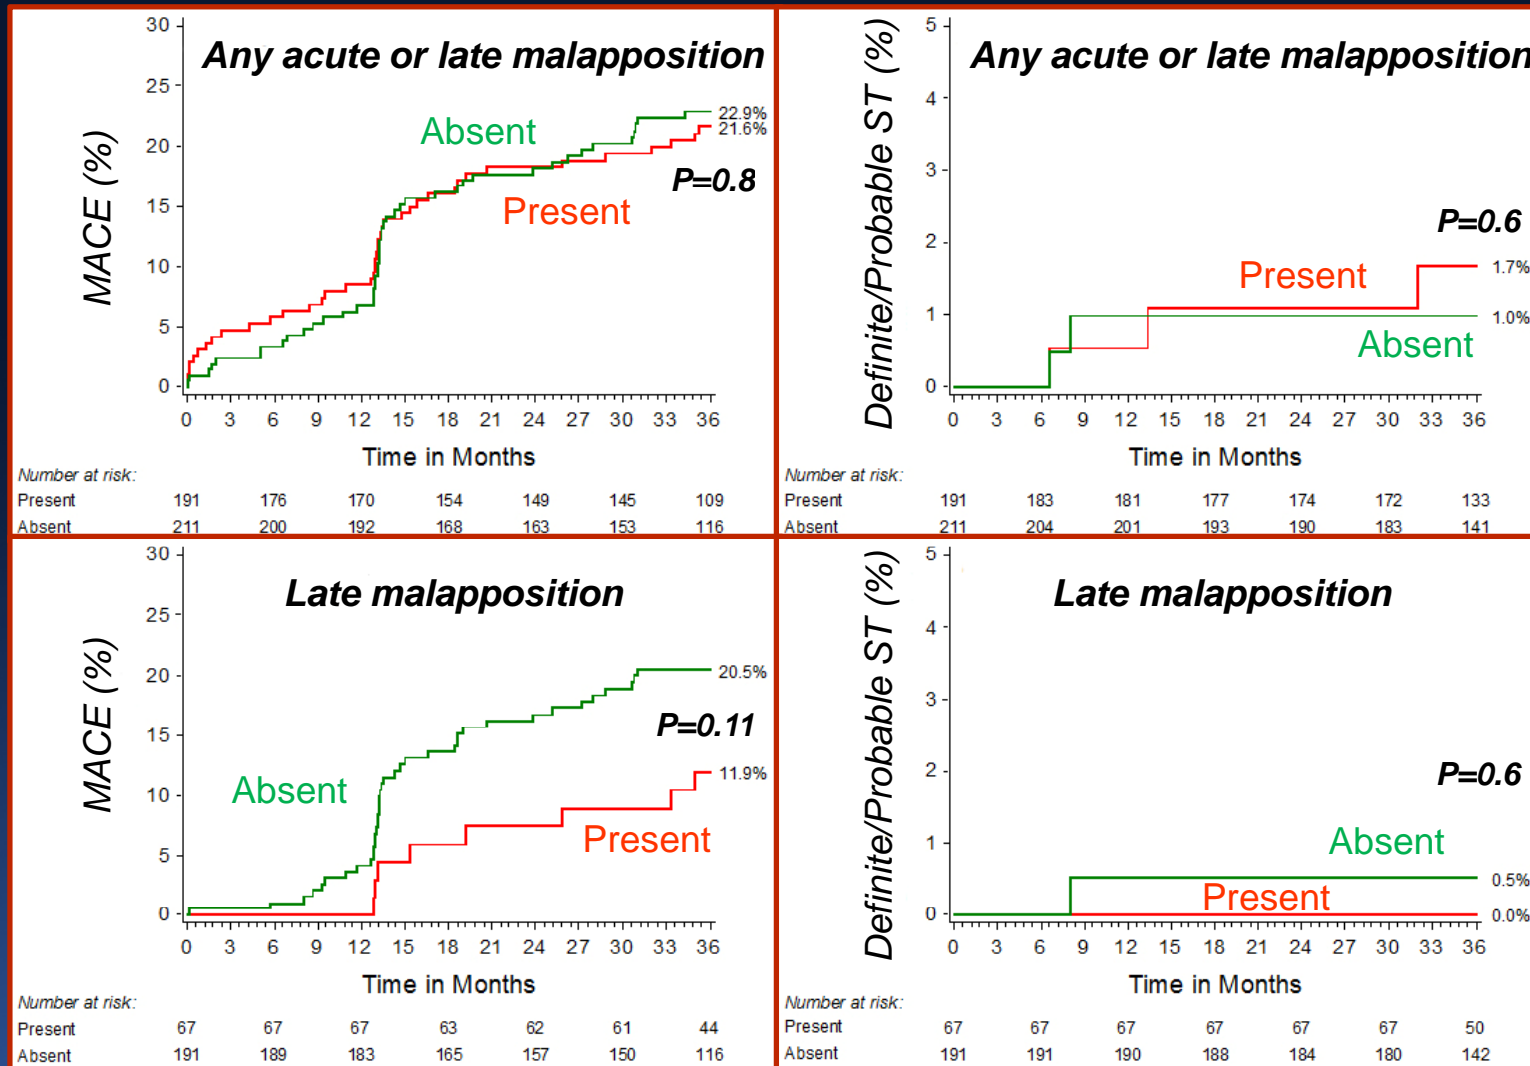 Any acute or late malapposition
MACE (%)
30
25
20
15
10
5
0
Absent
Present
22.9%
21.6%
P=0.8
0 3 6 9 12 15 18 21 24 27 30 33 36
Time in Months
Number at risk:
Present 191 176 170 154 149 145 109
Absent 211 200 192 168 163 153 116
Any acute or late malapposition
Definite/Probable ST (%)
5
4
3
2
1
0
P=0.6
Present
1.7%
1.0%
Absent
0 3 6 9 12 15 18 21 24 27 30 33 36
Time in Months
Number at risk:
Present 191 183 181 177 174 172 133
Absent 211 204 201 193 190 183 141
Late malapposition
MACE (%)
30
25
20
15
10
5
0
20.5%
P=0.11
11.9%
Absent
Present
0 3 6 9 12 15 18 21 24 27 30 33 36
Time in Months
Number at risk:
Present 67 67 67 63 62 61 44
Absent 191 189 183 165 157 150 116
Late malapposition
Definite/Probable ST (%)
5
4
3
2
1
0
P=0.6
Absent
0.5%
Present
0.0%
0 3 6 9 12 15 18 21 24 27 30 33 36
Time in Months
Number at risk:
Present 67 67 67 67 67 67 50
Absent 191 191 190 188 184 180 142